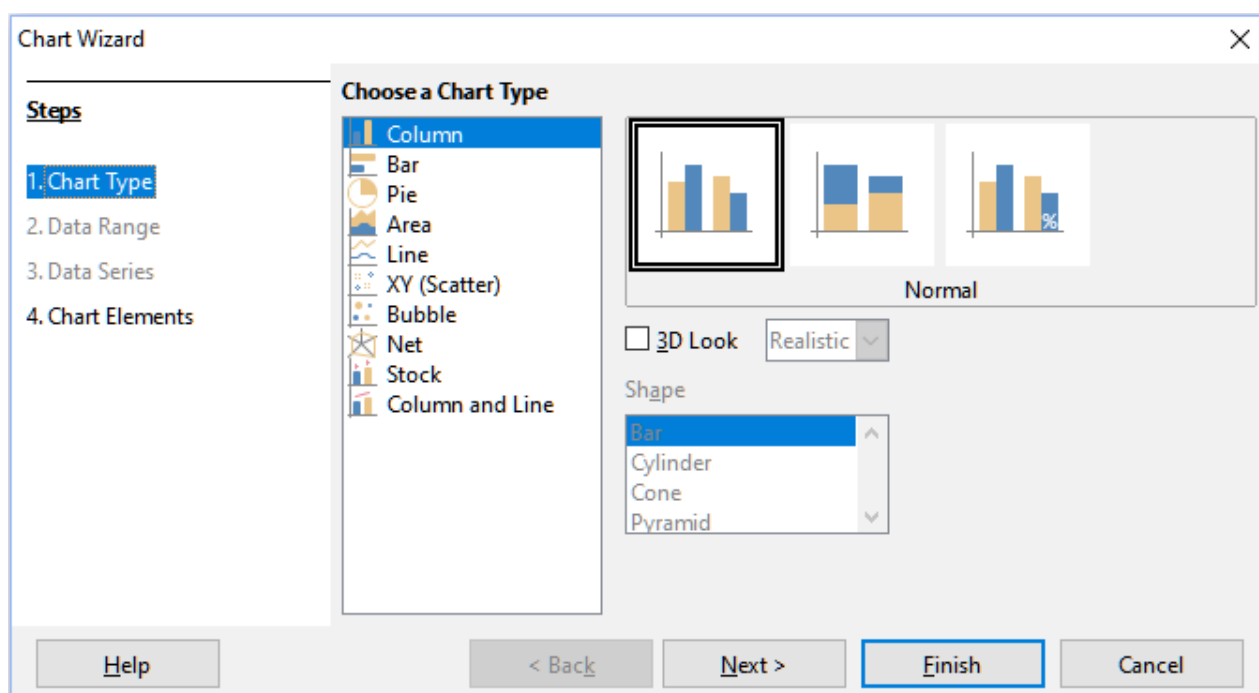 Chart Wizard
Steps
1. Chart Type
2. Data Range
3. Data Series
4. Chart Elements
Choose a Chart Type
Column
Bar
Pie
Area
Line
XY (Scatter)
Bubble
Net
Stock
Column and Line
%
Normal
3D Look
Realistic
Shape
Bar
Cylinder
Cone
Pyramid
Help
< Back
Next >
Finish
Cancel